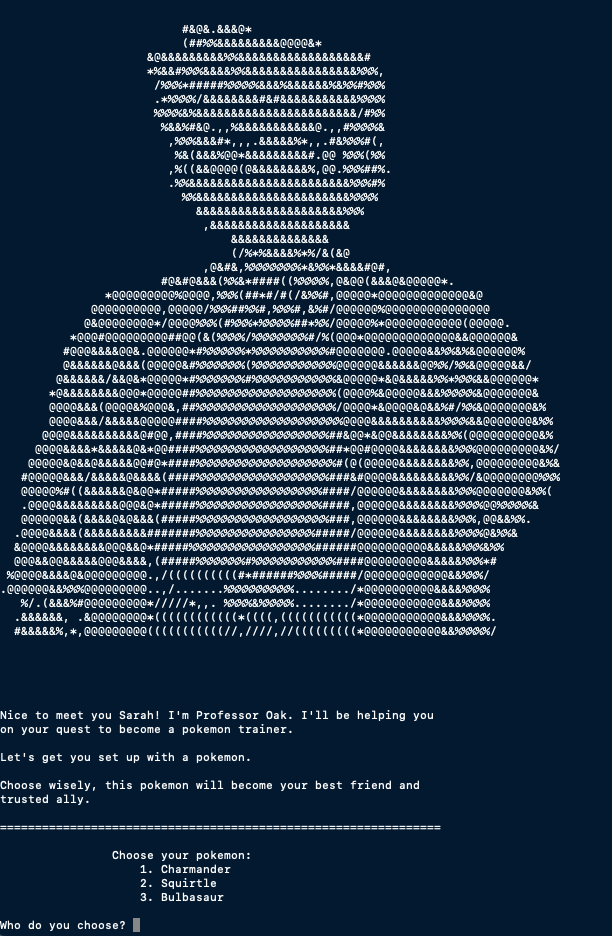 Nice to meet you Sarah! I'm Professor Oak. I'll be helping you
on your quest to become a pokemon trainer.
Let's get you set up with a pokemon.
Choose wisely, this pokemon will become your best friend and
trusted ally.
===============================================================
Choose your pokemon:
1. Charmander
2. Squirtle
3. Bulbasaur
Who do you choose?